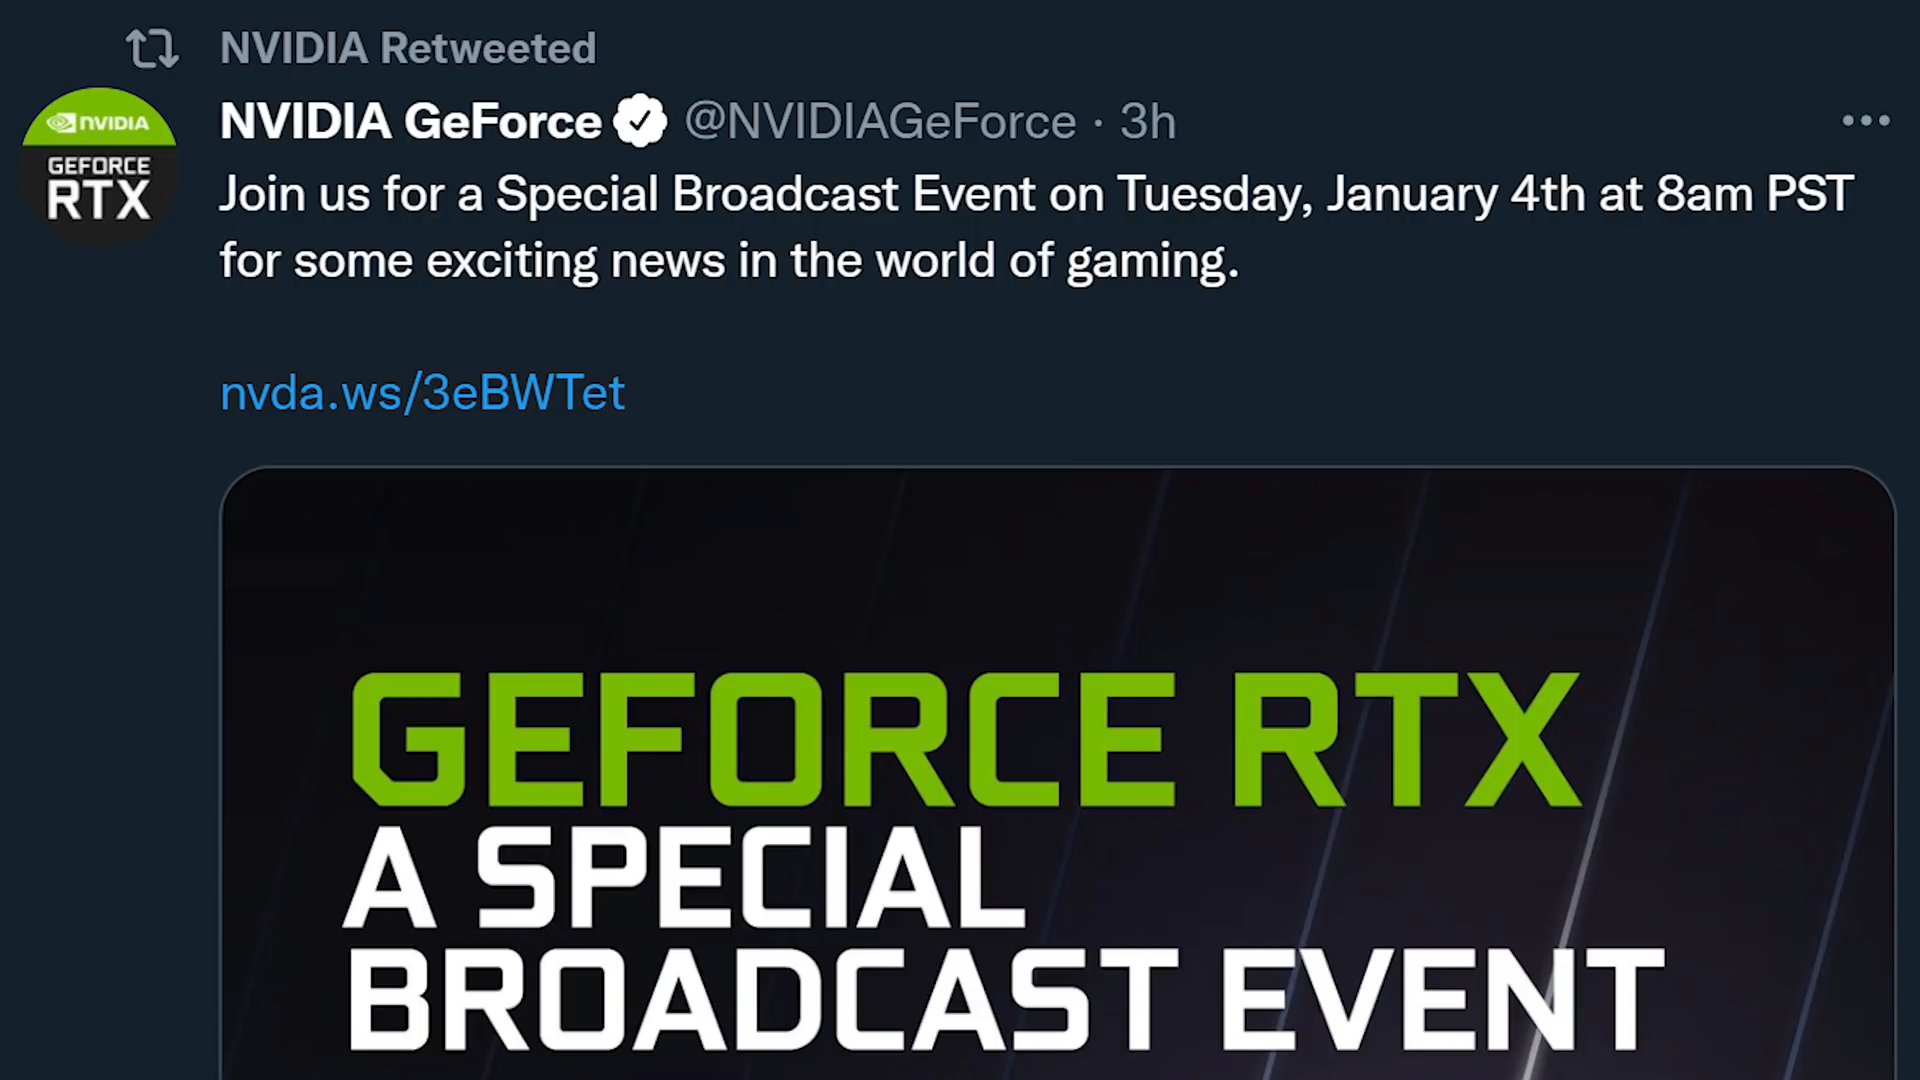 NVIDIA Retweeted
NVIDIA GeForce @NVIDIAGeForce · 3h
NVIDIA
GEFORCE
RTX
Join us for a Special Broadcast Event on Tuesday, January 4th at 8am PST
for some exciting news in the world of gaming.
nvda.ws/3eBWTet
GEFORCE RTX
A SPECIAL
BROADCAST EVENT